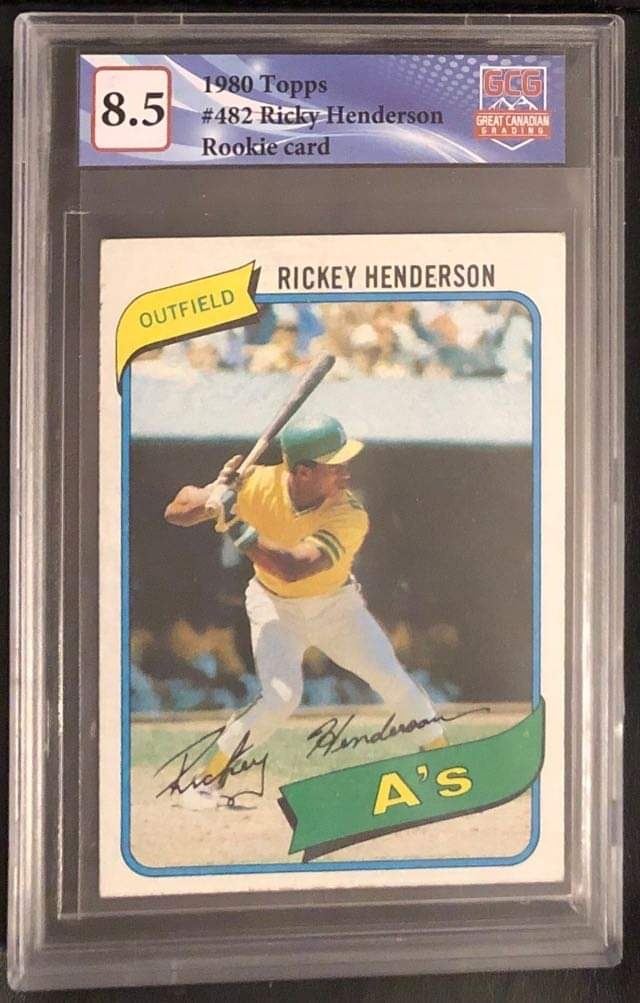 8.5
1980 Topps
#482 Ricky Henderson
Rookie card
GCG
GREAT CANADIAN
GRADING
OUTFIELD
RICKEY HENDERSON
Rickey Henderson
A's